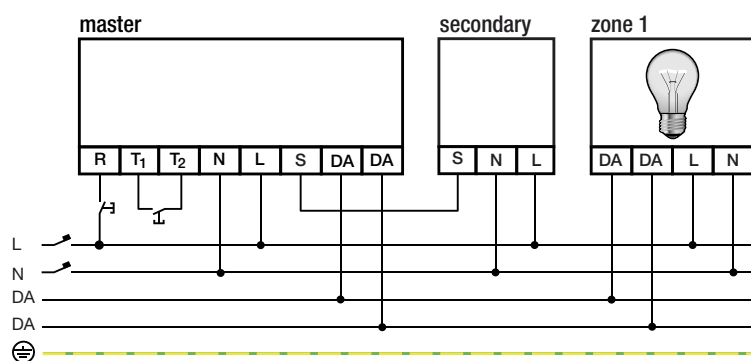 master secondary zone 1
R T₁ T₂ N L S DA DA S N L DA DA L N
L
N
DA
DA